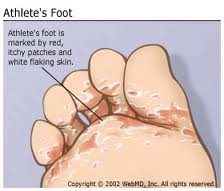 Athlete's Foot
Athlete's foot is
marked by red,
itchy patches and
white flaking skin.
Copyright © 2002 WebMD, Inc. All rights reserved.